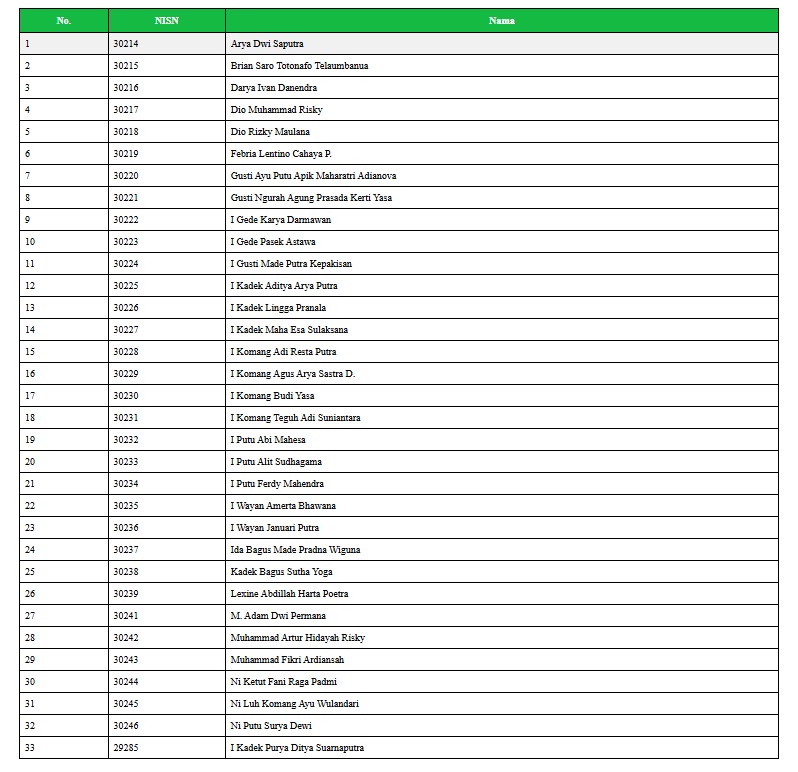 No. NISN Nama
1 30214 Arya Dwi Saputra
2 30215 Brian Saro Totonafo Telaumbanua
3 30216 Darya Ivan Danendra
4 30217 Dio Muhammad Risky
5 30218 Dio Rizky Maulana
6 30219 Febria Lentino Cahaya P.
7 30220 Gusti Ayu Putu Apik Maharatri Adianova
8 30221 Gusti Ngurah Agung Prasada Kerti Yasa
9 30222 I Gede Karya Darmawan
10 30223 I Gede Pasek Astawa
11 30224 I Gusti Made Putra Kepakisan
12 30225 I Kadek Aditya Arya Putra
13 30226 I Kadek Lingga Pranala
14 30227 I Kadek Maha Esa Sulaksana
15 30228 I Komang Adi Resta Putra
16 30229 I Komang Agus Arya Sastra D.
17 30230 I Komang Budi Yasa
18 30231 I Komang Teguh Adi Suniantara
19 30232 I Putu Abi Mahesa
20 30233 I Putu Alit Sudhagama
21 30234 I Putu Ferdy Mahendra
22 30235 I Wayan Amerta Bhawana
23 30236 I Wayan Januari Putra
24 30237 Ida Bagus Made Pradna Wiguna
25 30238 Kadek Bagus Sutha Yoga
26 30239 Lexine Abdillah Harta Poetra
27 30241 M. Adam Dwi Permana
28 30242 Muhammad Artur Hidayah Risky
29 30243 Muhammad Fikri Ardiansah
30 30244 Ni Ketut Fani Raga Padmi
31 30245 Ni Luh Komang Ayu Wulandari
32 30246 Ni Putu Surya Dewi
33 29285 I Kadek Purya Ditya Suamaputra